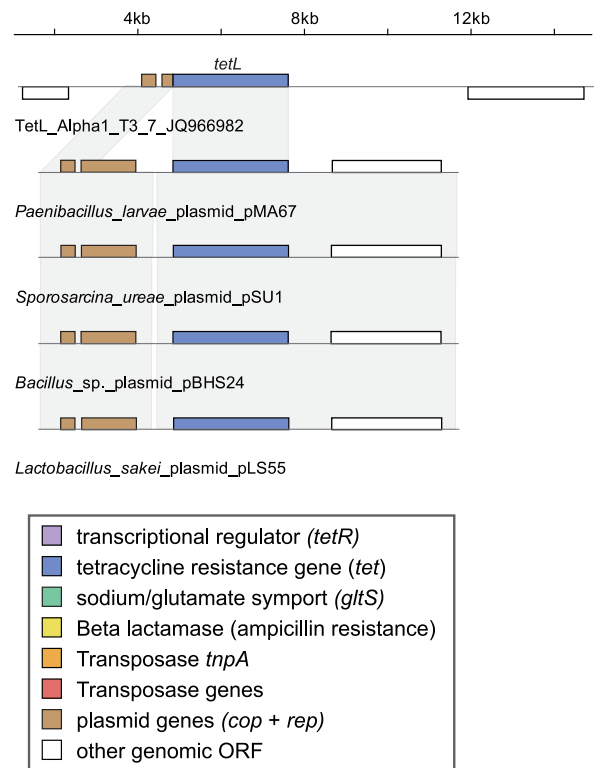 4kb 8kb 12kb
tetL
TetL_Alpha1_T3_7_JQ966982
Paenibacillus_larvae_plasmid_pMA67
Sporosarcina_ureae_plasmid_pSU1
Bacillus_sp._plasmid_pBHS24
Lactobacillus_sakei_plasmid_pLS55
transcriptional regulator (tetR)
tetracycline resistance gene (tet)
sodium/glutamate symport (gltS)
Beta lactamase (ampicillin resistance)
Transposase tnpA
Transposase genes
plasmid genes (cop + rep)
other genomic ORF